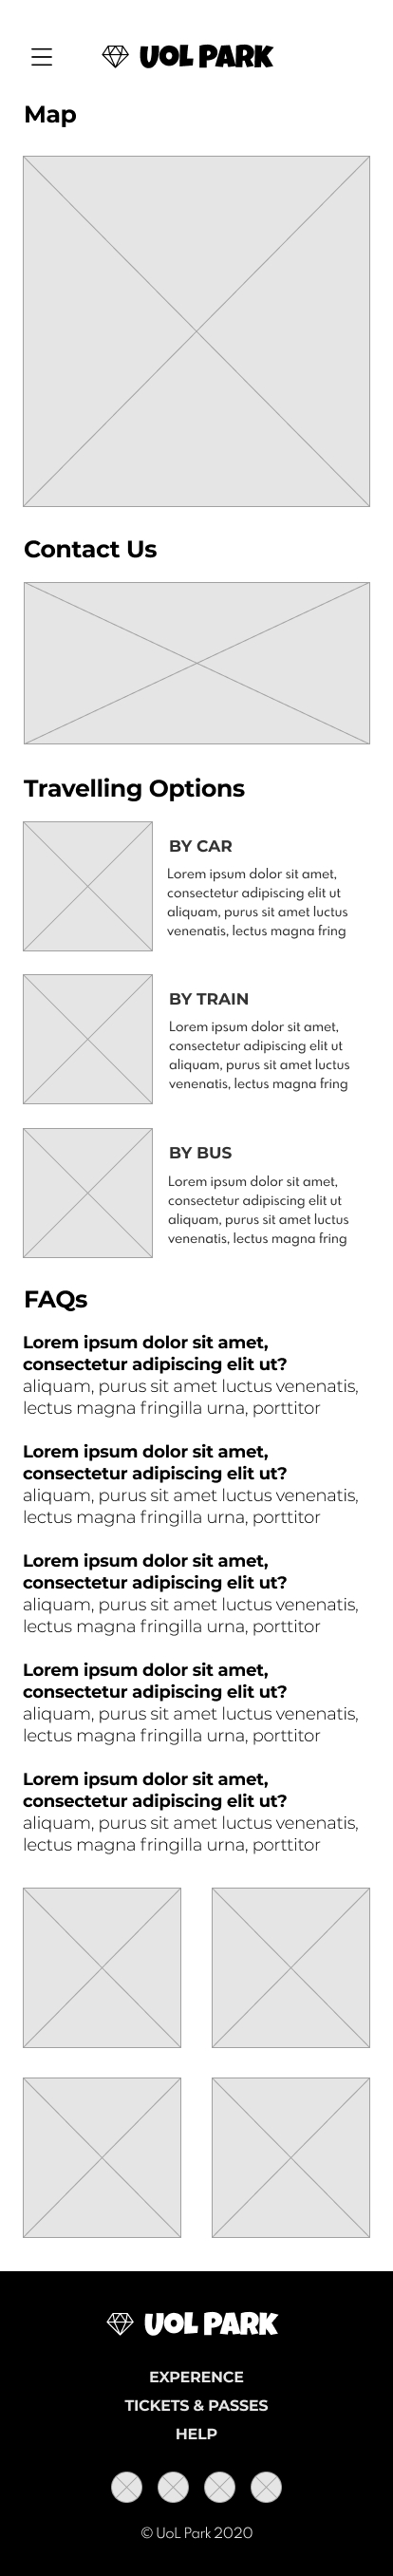 UOL PARK
Map
Contact Us
Travelling Options
BY CAR
Lorem ipsum dolor sit amet,
consectetur adipiscing elit ut
aliquam, purus sit amet luctus
venenatis, lectus magna fring
BY TRAIN
Lorem ipsum dolor sit amet,
consectetur adipiscing elit ut
aliquam, purus sit amet luctus
venenatis, lectus magna fring
BY BUS
Lorem ipsum dolor sit amet,
consectetur adipiscing elit ut
aliquam, purus sit amet luctus
venenatis, lectus magna fring
FAQs
Lorem ipsum dolor sit amet,
consectetur adipiscing elit ut?
aliquam, purus sit amet luctus venenatis,
lectus magna fringilla urna, porttitor
Lorem ipsum dolor sit amet,
consectetur adipiscing elit ut?
aliquam, purus sit amet luctus venenatis,
lectus magna fringilla urna, porttitor
Lorem ipsum dolor sit amet,
consectetur adipiscing elit ut?
aliquam, purus sit amet luctus venenatis,
lectus magna fringilla urna, porttitor
Lorem ipsum dolor sit amet,
consectetur adipiscing elit ut?
aliquam, purus sit amet luctus venenatis,
lectus magna fringilla urna, porttitor
Lorem ipsum dolor sit amet,
consectetur adipiscing elit ut?
aliquam, purus sit amet luctus venenatis,
lectus magna fringilla urna, porttitor
UOL PARK
EXPERENCE
TICKETS & PASSES
HELP
© UoL Park 2020